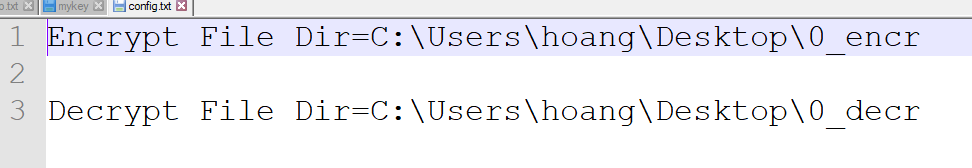 o.txt mykey config.txt
1 Encrypt File Dir=C:\Users\hoang\Desktop\0_encr
2
3 Decrypt File Dir=C:\Users\hoang\Desktop\0_decr